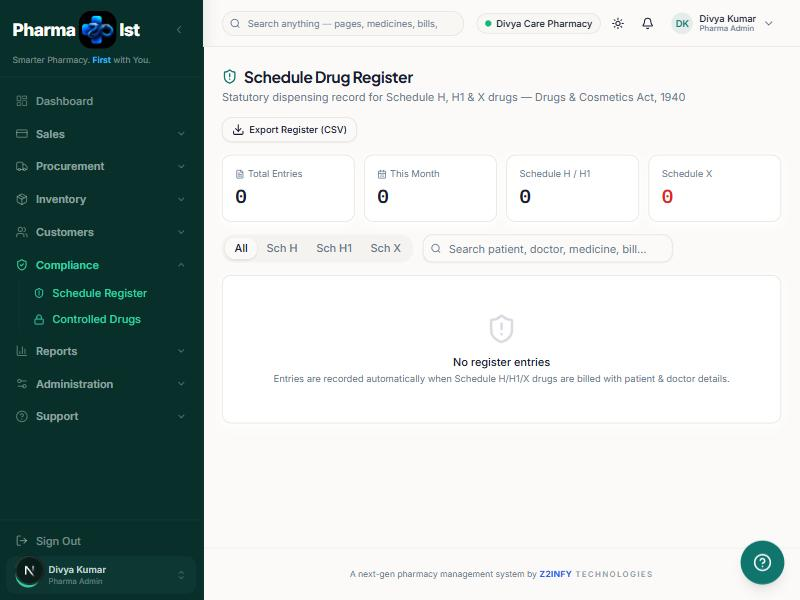 Pharma Ist
Smarter Pharmacy. First with You.
Dashboard
Sales
Procurement
Inventory
Customers
Compliance
Schedule Register
Controlled Drugs
Reports
Administration
Support
Sign Out
N
Divya Kumar
Pharma Admin
Search anything — pages, medicines, bills,
Divya Care Pharmacy
DK
Divya Kumar
Pharma Admin
Schedule Drug Register
Statutory dispensing record for Schedule H, H1 & X drugs — Drugs & Cosmetics Act, 1940
Export Register (CSV)
Total Entries
0
This Month
0
Schedule H / H1
0
Schedule X
0
All Sch H Sch H1 Sch X
Search patient, doctor, medicine, bill...
No register entries
Entries are recorded automatically when Schedule H/H1/X drugs are billed with patient & doctor details.
A next-gen pharmacy management system by Z2INFY TECHNOLOGIES